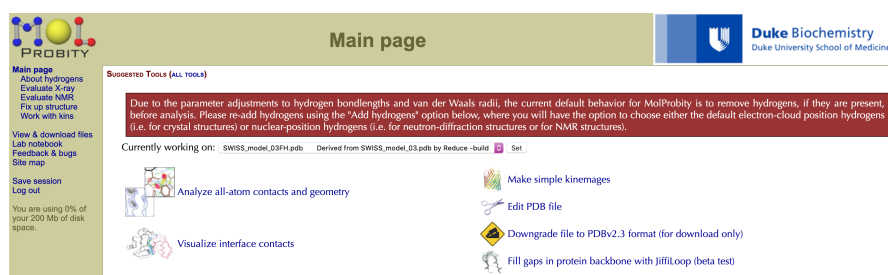 MOL
PROBITY
Main page
Duke Biochemistry
Duke University School of Medicine
Main page
About hydrogens
Evaluate X-ray
Evaluate NMR
Fix up structure
Work with kins
View & download files
Lab notebook
Feedback & bugs
Site map
Save session
Log out
You are using 0% of
your 200 Mb of disk
space.
SUGGESTED TOOLS (ALL TOOLS)
Due to the parameter adjustments to hydrogen bondlengths and van der Waals radii, the current default behavior for MolProbity is to remove hydrogens, if they are present,
before analysis. Please re-add hydrogens using the "Add hydrogens" option below, where you will have the option to choose either the default electron-cloud position hydrogens
(i.e. for crystal structures) or nuclear-position hydrogens (i.e. for neutron-diffraction structures or for NMR structures).
Currently working on: SWISS_model_03FH.pdb Derived from SWISS_model_03.pdb by Reduce -build Set
Analyze all-atom contacts and geometry
Visualize interface contacts
Make simple kinemages
Edit PDB file
Downgrade file to PDBv2.3 format (for download only)
Fill gaps in protein backbone with JiffiLoop (beta test)